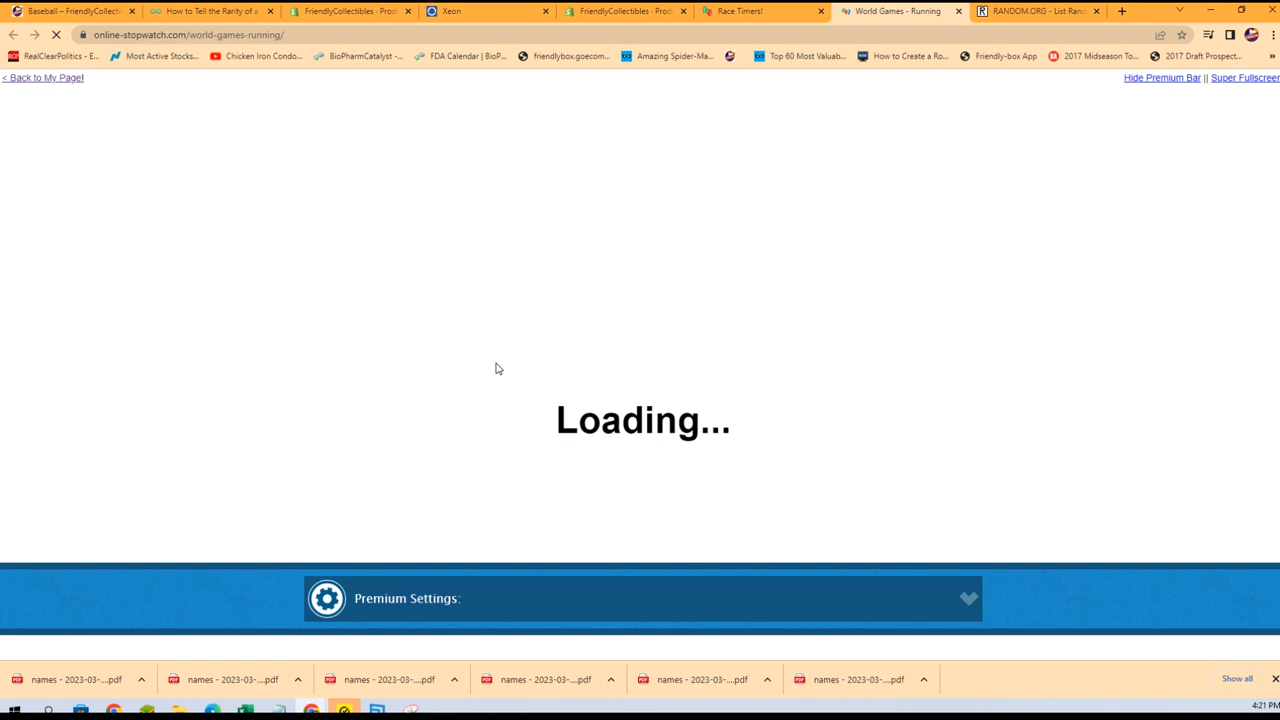 Baseball – FriendlyCollecti
How to Tell the Rarity of a
FriendlyCollectibles · Prod
Xeon
FriendlyCollectibles · Prod
Race Timers!
World Games - Running
RANDOM.ORG - List Rand
online-stopwatch.com/world-games-running/
RealClearPolitics - E...
Most Active Stocks...
Chicken Iron Condo...
BioPharmCatalyst -...
FDA Calendar | BioP...
friendlybox.goecom...
Amazing Spider-Ma...
Top 60 Most Valuab...
How to Create a Ro...
Friendly-box App
2017 Midseason To...
2017 Draft Prospect...
< Back to My Page!
Hide Premium Bar || Super Fullscreen
Loading...
Premium Settings:
names - 2023-03-....pdf
names - 2023-03-....pdf
names - 2023-03-....pdf
names - 2023-03-....pdf
names - 2023-03-....pdf
names - 2023-03-....pdf
Show all
4:21 PM